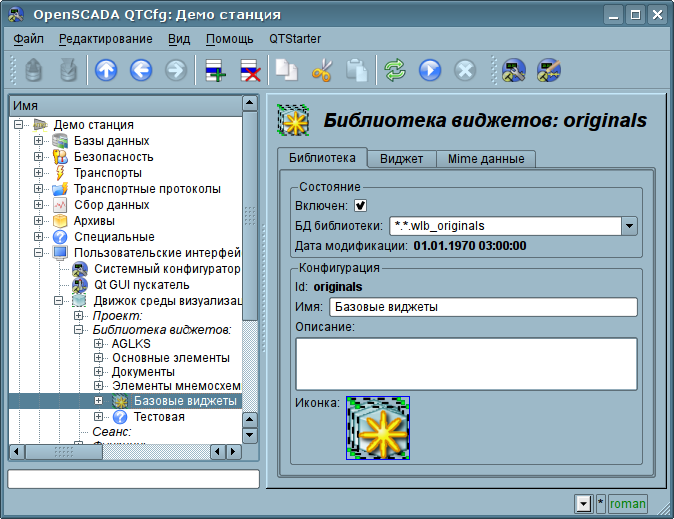 OpenSCADA QTCfg: Демо станция
Файл Редактирование Вид Помощь QTStarter
Имя
Демо станция
Базы данных
Безопасность
Транспорты
Транспортные протоколы
Сбор данных
Архивы
Специальные
Пользовательские интерфей
Системный конфигуратор
Qt GUI пускатель
Движок среды визуализац
Проект:
Библиотека виджетов:
AGLKS
Основные элементы
Документы
Элементы мнемосхем
Базовые виджеты
Тестовая
Сеанс:
Библиотека виджетов: originals
Библиотека Виджет Mime данные
Состояние
Включен:
БД библиотеки: *.*.wlb_originals
Дата модификации: 01.01.1970 03:00:00
Конфигурация
Id: originals
Имя: Базовые виджеты
Описание:
Иконка:
* roman